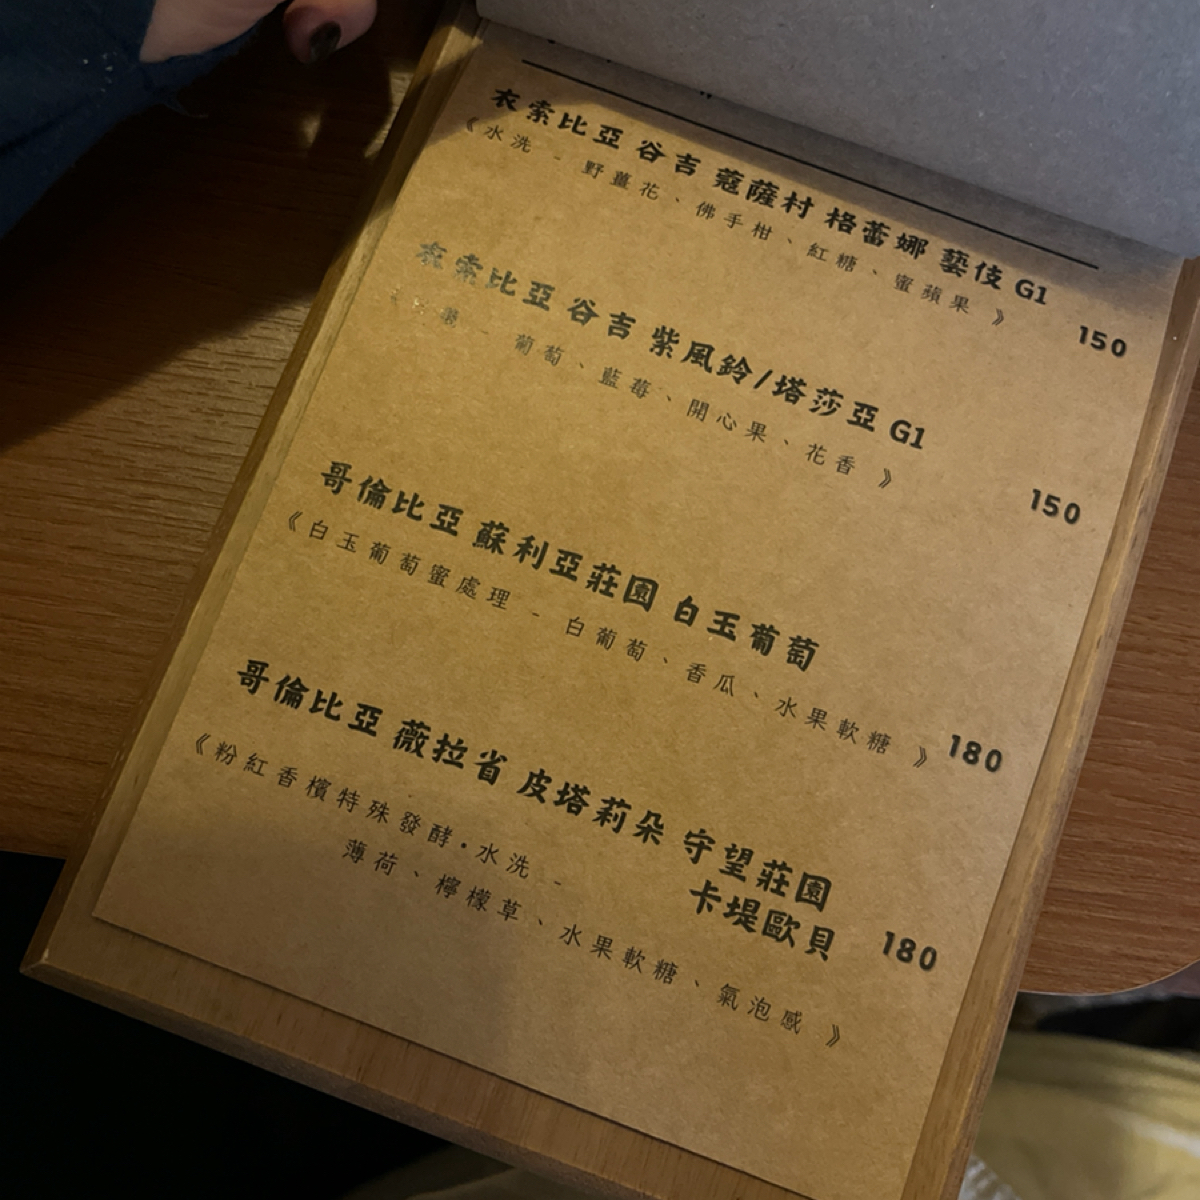 衣索比亞 谷吉 蔻薩村 格蕾娜 藝伎 G1
《水洗 - 野薑花、佛手柑、紅糖、蜜蘋果》 150
衣索比亞 谷吉 紫風鈴/塔莎亞 G1
葡萄、藍莓、開心果、花香》 150
哥倫比亞 蘇利亞莊園 白玉葡萄
《白玉葡萄蜜處理 - 白葡萄、香瓜、水果軟糖》 180
哥倫比亞 薇拉省 皮塔莉朵 守望莊園
卡堤歐貝 180
《粉紅香檳特殊發酵·水洗 -
薄荷、檸檬草、水果軟糖、氣泡感》